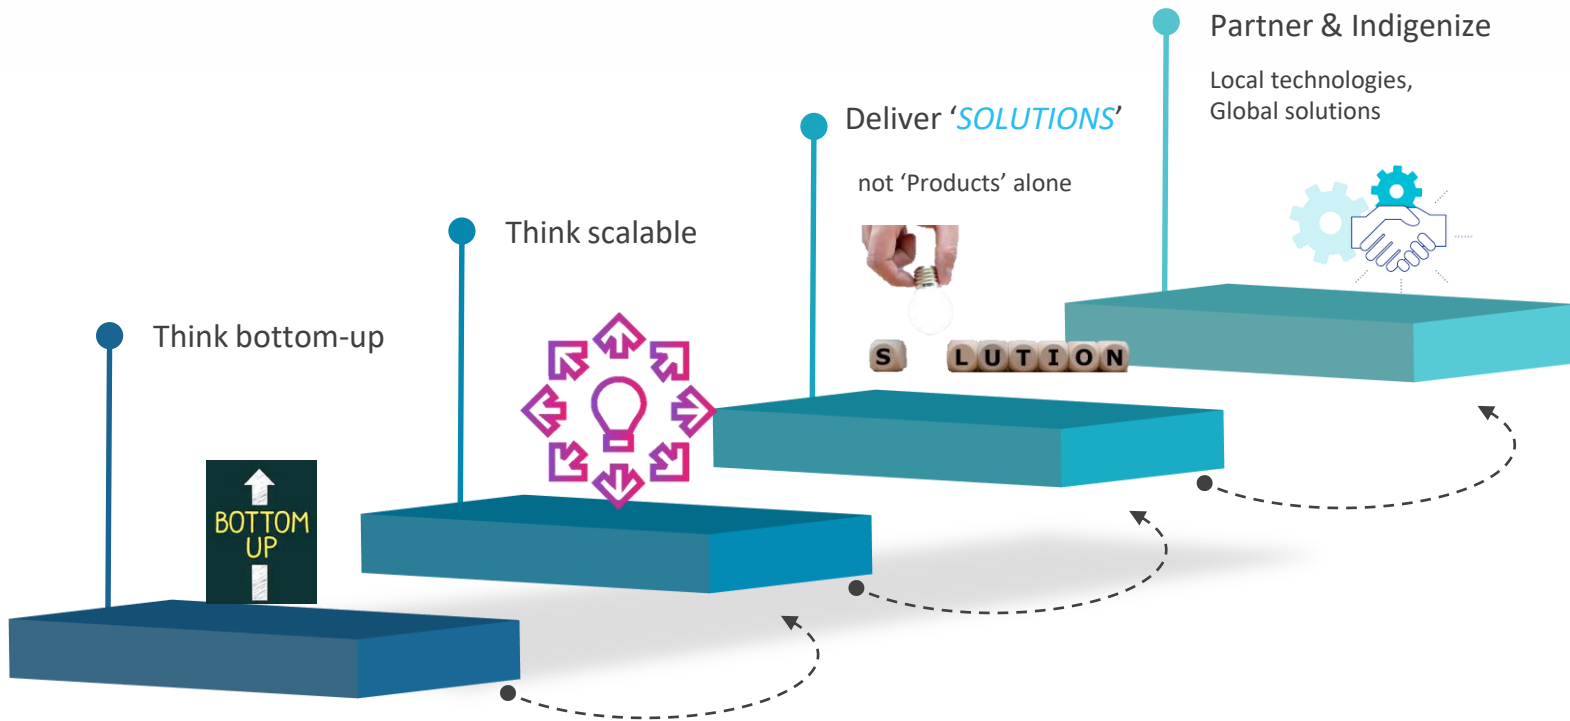 Partner & Indigenize
Local technologies,
Global solutions
Deliver ‘SOLUTIONS’
not ‘Products’ alone
S LUTION
Think scalable
Think bottom-up
BOTTOM
UP